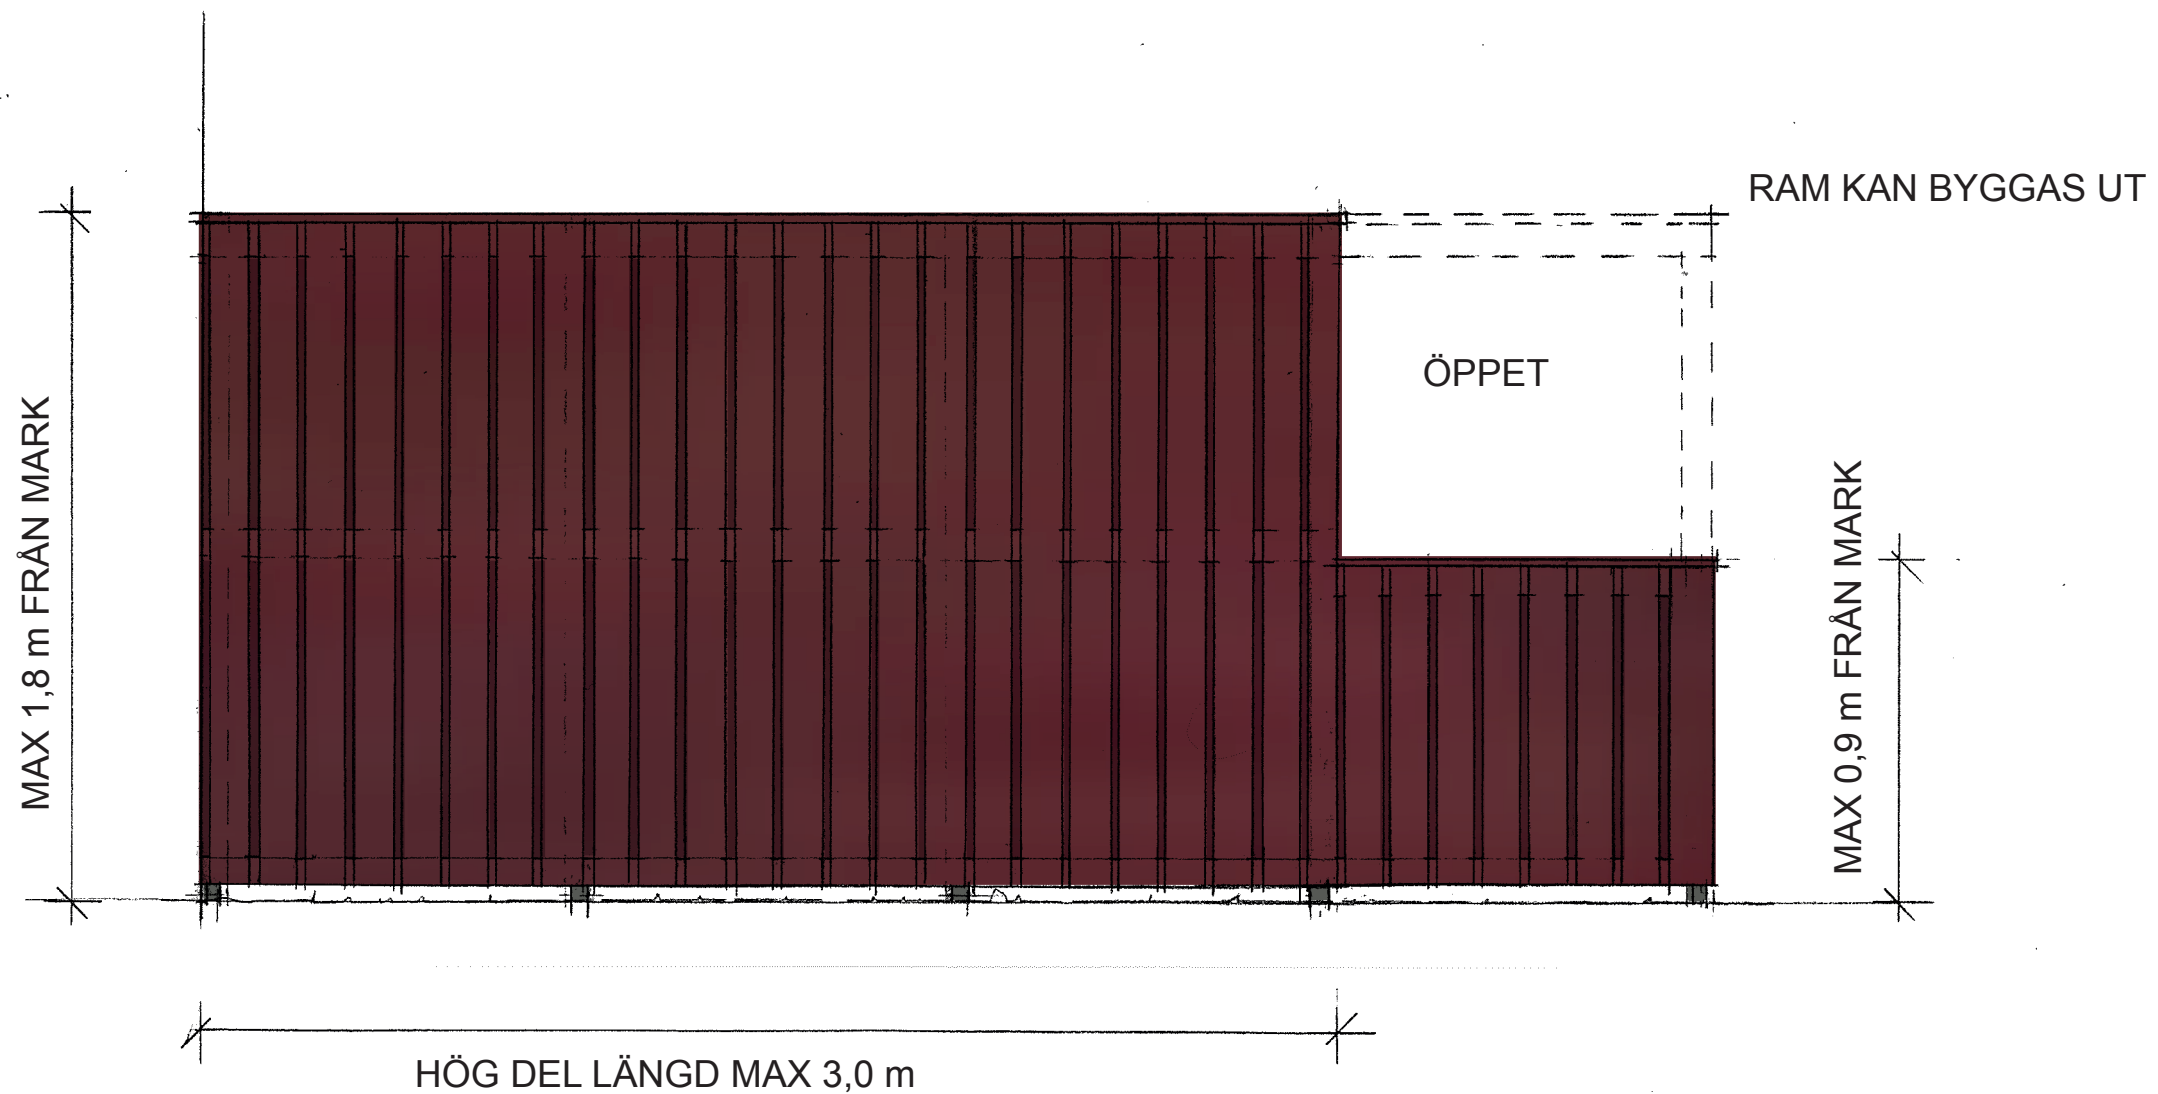 RAM KAN BYGGAS UT
ÖPPET
MAX 1,8 m FRÅN MARK
MAX 0,9 m FRÅN MARK
HÖG DEL LÄNGD MAX 3,0 m